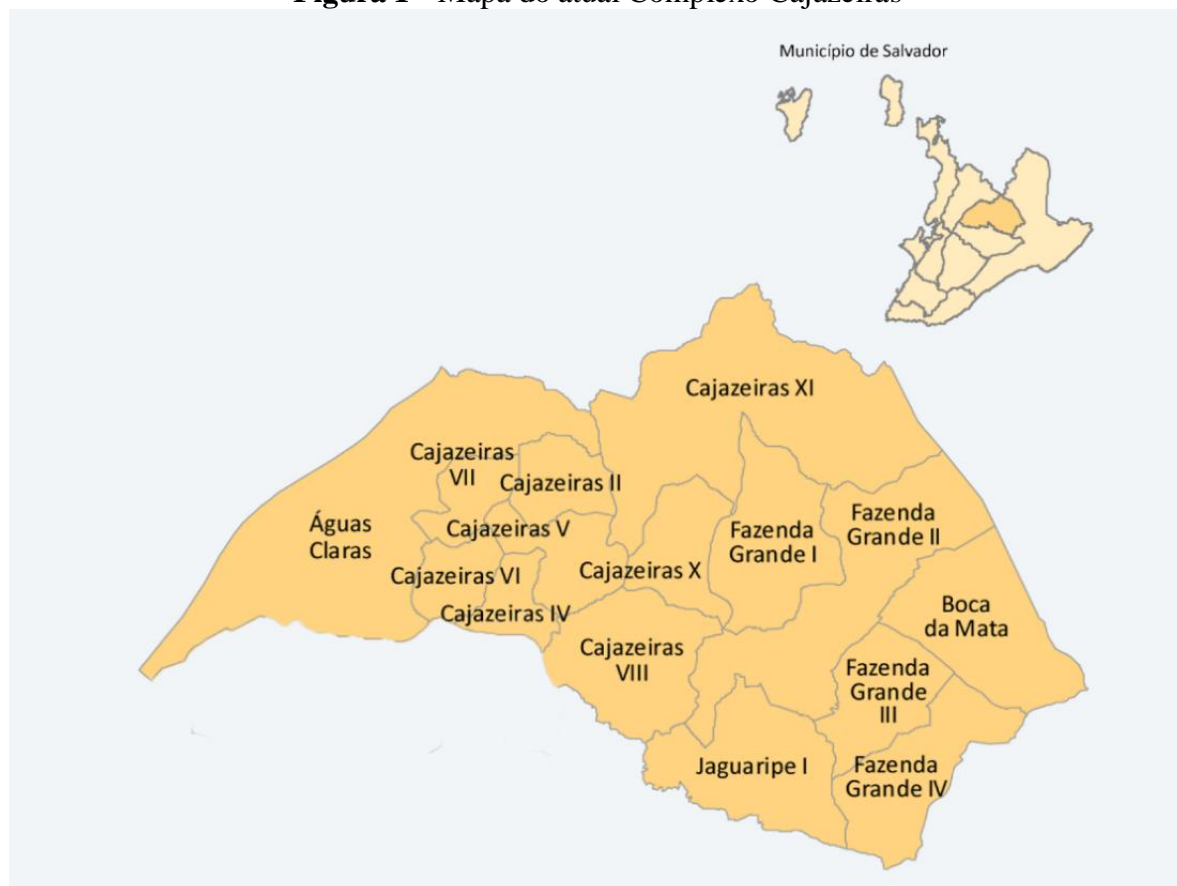 Figura 1 - Mapa do atual Complexo Cajazeiras
Município de Salvador
Cajazeiras XI
Cajazeiras
VII
Cajazeiras II
Águas
Claras
Cajazeiras V
Fazenda
Grande I
Fazenda
Grande II
Cajazeiras VI
Cajazeiras X
Cajazeiras IV
Boca
da Mata
Cajazeiras
VIII
Fazenda
Grande
III
Jaguaripe I
Fazenda
Grande IV